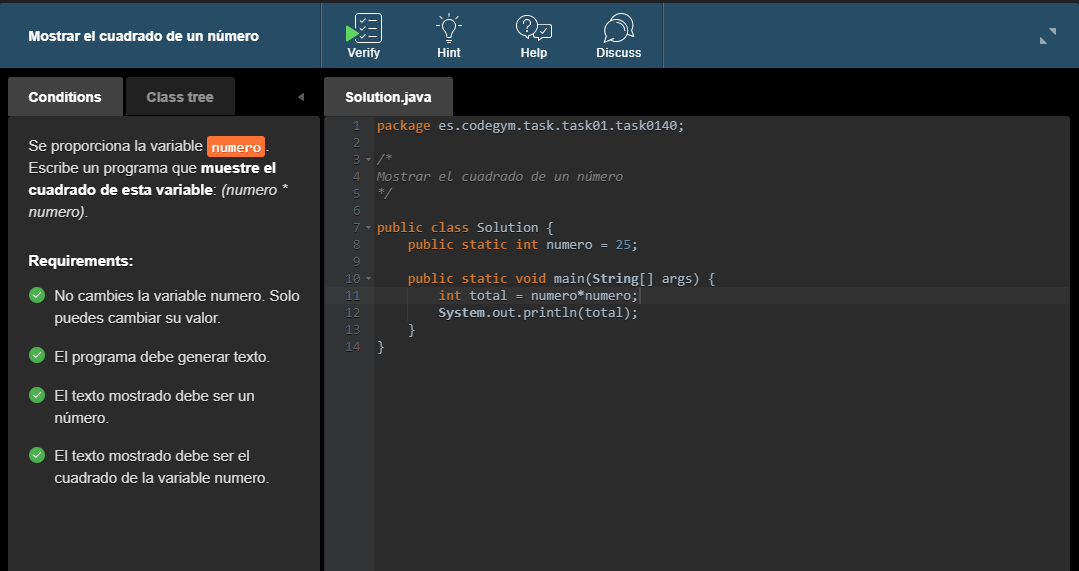 Mostrar el cuadrado de un número
Verify
Hint
Help
Discuss
Conditions
Class tree
Se proporciona la variable numero.
Escribe un programa que muestre el
cuadrado de esta variable: (numero *
numero).
Requirements:
No cambies la variable numero. Solo
puedes cambiar su valor.
El programa debe generar texto.
El texto mostrado debe ser un
número.
El texto mostrado debe ser el
cuadrado de la variable numero.
Solution.java
1 package es.codegym.task.task01.task0140;
2
3 /*
4 Mostrar el cuadrado de un número
5 */
6
7 public class Solution {
8 public static int numero = 25;
9
10 public static void main(String[] args) {
11 int total = numero*numero;
12 System.out.println(total);
13 }
14 }